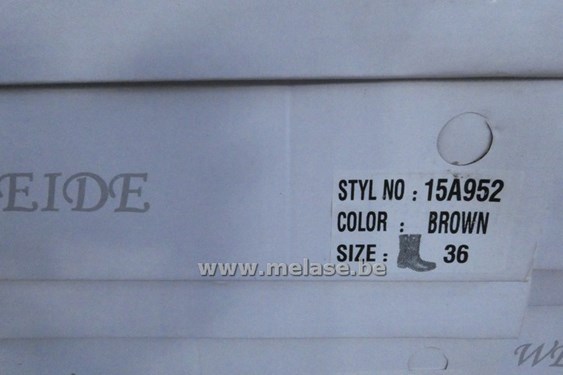 EIDE
STYL NO : 15A952
COLOR : BROWN
SIZE : 36
www.melase.be